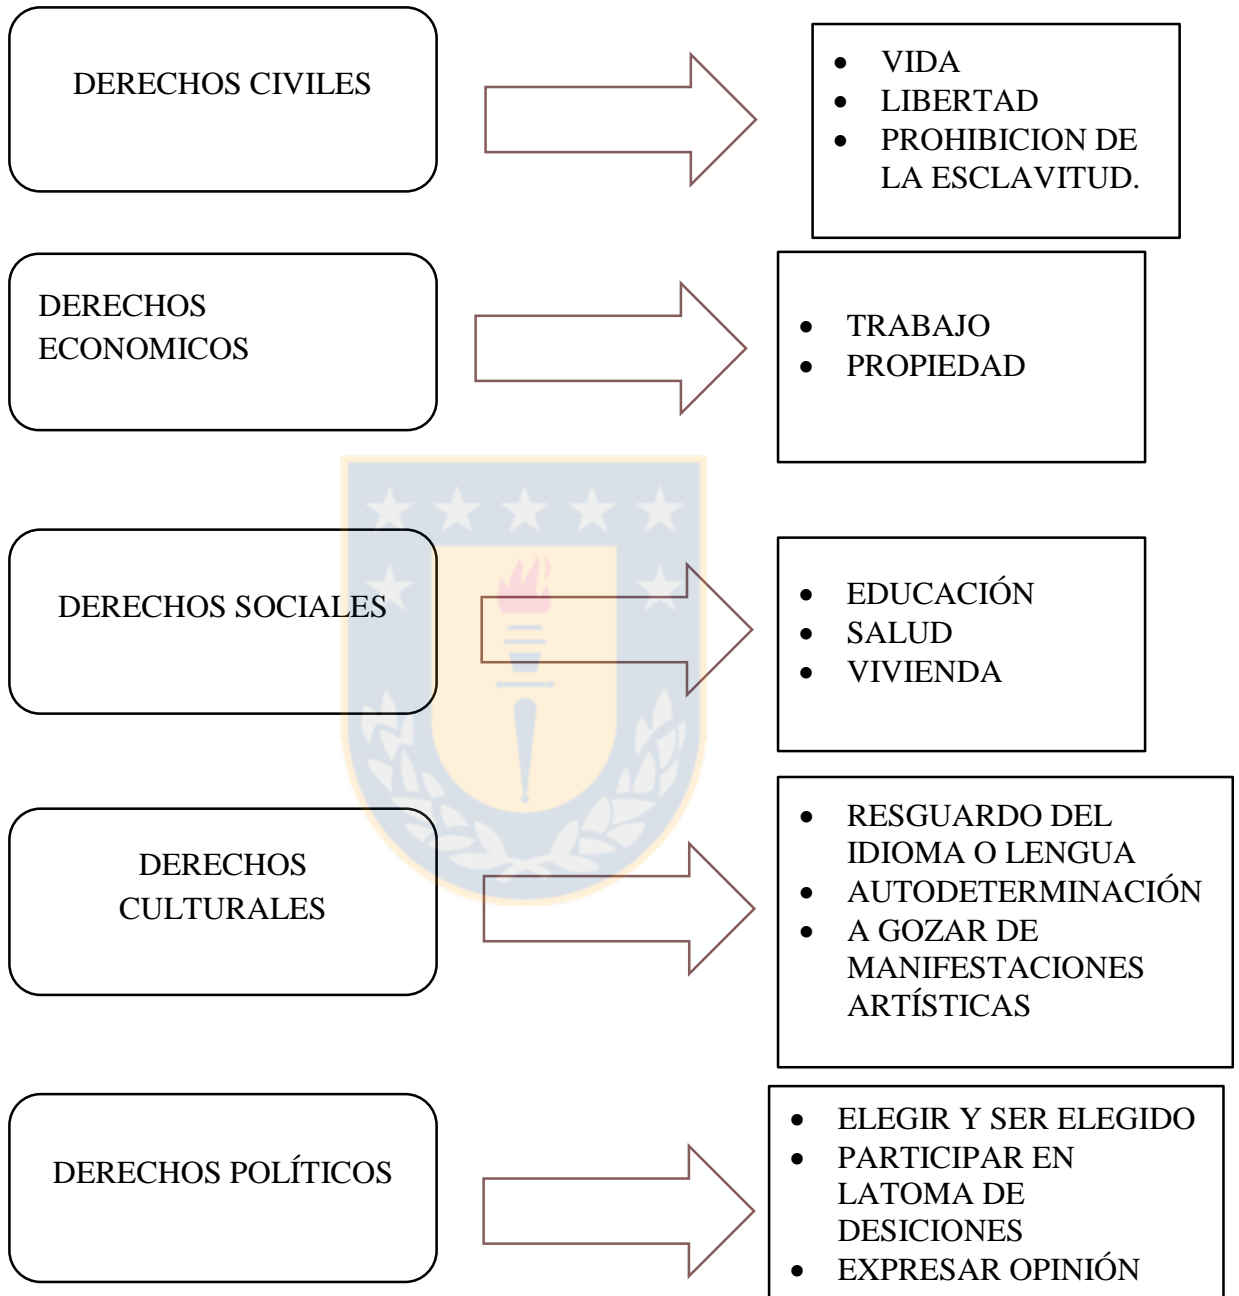 DERECHOS CIVILES
• VIDA
• LIBERTAD
• PROHIBICION DE
LA ESCLAVITUD.
DERECHOS
ECONOMICOS
• TRABAJO
• PROPIEDAD
DERECHOS SOCIALES
• EDUCACIÓN
• SALUD
• VIVIENDA
DERECHOS
CULTURALES
• RESGUARDO DEL
IDIOMA O LENGUA
• AUTODETERMINACIÓN
• A GOZAR DE
MANIFESTACIONES
ARTÍSTICAS
DERECHOS POLÍTICOS
• ELEGIR Y SER ELEGIDO
• PARTICIPAR EN
LATOMA DE
DESICIONES
• EXPRESAR OPINIÓN